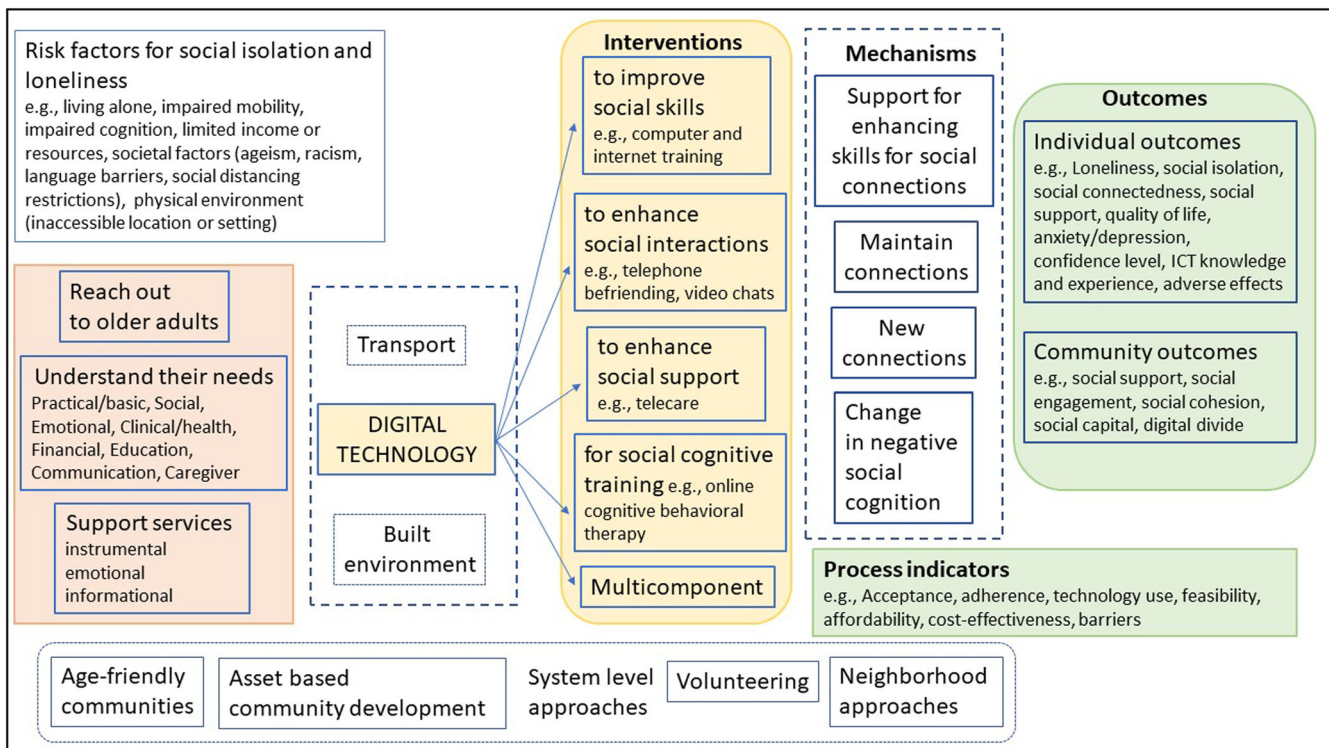 Risk factors for social isolation and
loneliness
e.g., living alone, impaired mobility,
impaired cognition, limited income or
resources, societal factors (ageism, racism,
language barriers, social distancing
restrictions), physical environment
(inaccessible location or setting)
Reach out
to older adults
Understand their needs
Practical/basic, Social,
Emotional, Clinical/health,
Financial, Education,
Communication, Caregiver
Support services
instrumental
emotional
informational
Transport
DIGITAL
TECHNOLOGY
Built
environment
Interventions
to improve
social skills
e.g., computer and
internet training
to enhance
social interactions
e.g., telephone
befriending, video chats
to enhance
social support
e.g., telecare
for social cognitive
training e.g., online
cognitive behavioral
therapy
Multicomponent
Mechanisms
Support for
enhancing
skills for social
connections
Maintain
connections
New
connections
Change
in negative
social
cognition
Outcomes
Individual outcomes
e.g., Loneliness, social isolation,
social connectedness, social
support, quality of life,
anxiety/depression,
confidence level, ICT knowledge
and experience, adverse effects
Community outcomes
e.g., social support, social
engagement, social cohesion,
social capital, digital divide
Process indicators
e.g., Acceptance, adherence, technology use, feasibility,
affordability, cost-effectiveness, barriers
Age-friendly
communities
Asset based
community development
System level
approaches
Volunteering
Neighborhood
approaches